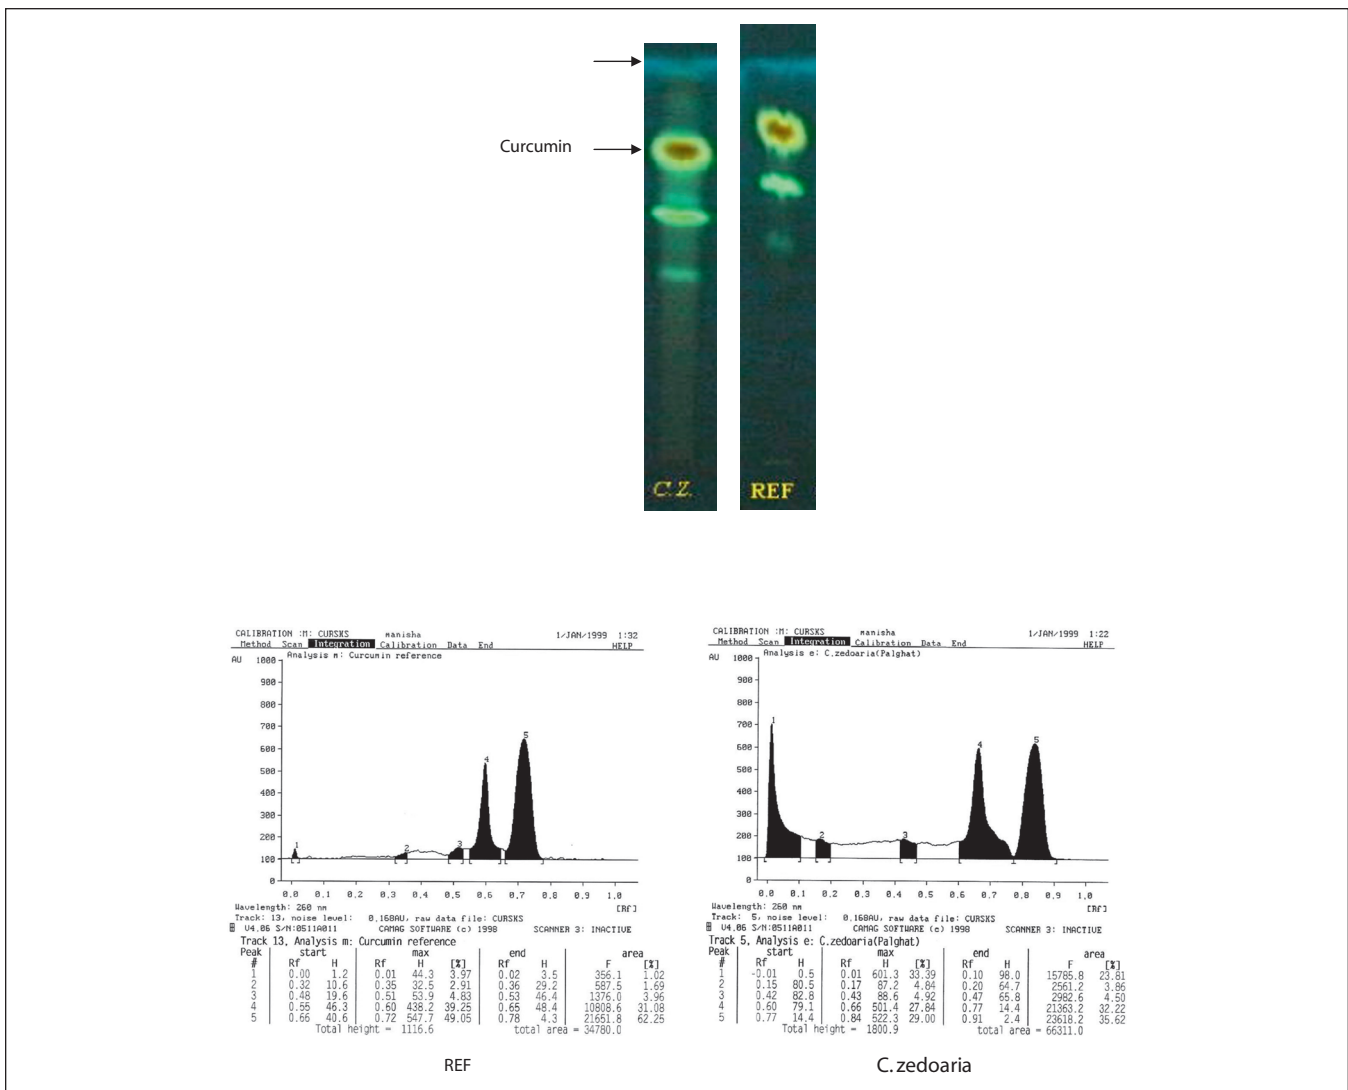 Curcumin
C.Z.
REF
CALIBRATION :M: CURSKS manisha 1/JAN/1999 1:32
Method Scan Integration Calibration Data End HELP
AU 1000 Analysis m: Curcumin reference
900
800
700
600
500
400
300
200
100
0
1 2 3 4 5
0.0 0.1 0.2 0.3 0.4 0.5 0.6 0.7 0.8 0.9 1.0
Wavelength: 260 nm [Rf]
Track: 13, noise level: 0.168AU, raw data file: CURSKS
V4.06 S/N:0511A011 CAMAG SOFTWARE (c) 1998 SCANNER 3: INACTIVE
Track 13, Analysis m: Curcumin reference
Peak start max end area
# Rf H Rf H [%] Rf H F [%]
1 0.00 1.2 0.01 44.3 3.97 0.02 3.5 356.1 1.02
2 0.32 10.6 0.35 32.5 2.91 0.36 29.2 587.5 1.69
3 0.48 19.6 0.51 53.9 4.83 0.53 46.4 1376.0 3.96
4 0.55 46.3 0.60 438.2 39.25 0.65 48.4 10808.6 31.08
5 0.66 40.6 0.72 547.7 49.05 0.78 4.3 21651.8 62.25
Total height = 1116.6 total area = 34780.0
REF
CALIBRATION :M: CURSKS manisha 1/JAN/1999 1:22
Method Scan Integration Calibration Data End HELP
AU 1000 Analysis e: C.zedoaria(Palghat)
900
800
700
600
500
400
300
200
100
0
1 2 3 4 5
0.0 0.1 0.2 0.3 0.4 0.5 0.6 0.7 0.8 0.9 1.0
Wavelength: 260 nm [Rf]
Track: 5, noise level: 0.168AU, raw data file: CURSKS
V4.06 S/N:0511A011 CAMAG SOFTWARE (c) 1998 SCANNER 3: INACTIVE
Track 5, Analysis e: C.zedoaria(Palghat)
Peak start max end area
# Rf H Rf H [%] Rf H F [%]
1 -0.01 0.5 0.01 601.3 33.39 0.10 98.0 15785.8 23.81
2 0.15 80.5 0.17 87.2 4.84 0.20 64.7 2561.2 3.86
3 0.42 82.8 0.43 88.6 4.92 0.47 65.8 2982.6 4.50
4 0.60 79.1 0.66 501.4 27.84 0.77 14.4 21363.2 32.22
5 0.77 14.4 0.84 522.3 29.00 0.91 2.4 23618.2 35.62
Total height = 1800.9 total area = 66311.0
C. zedoaria